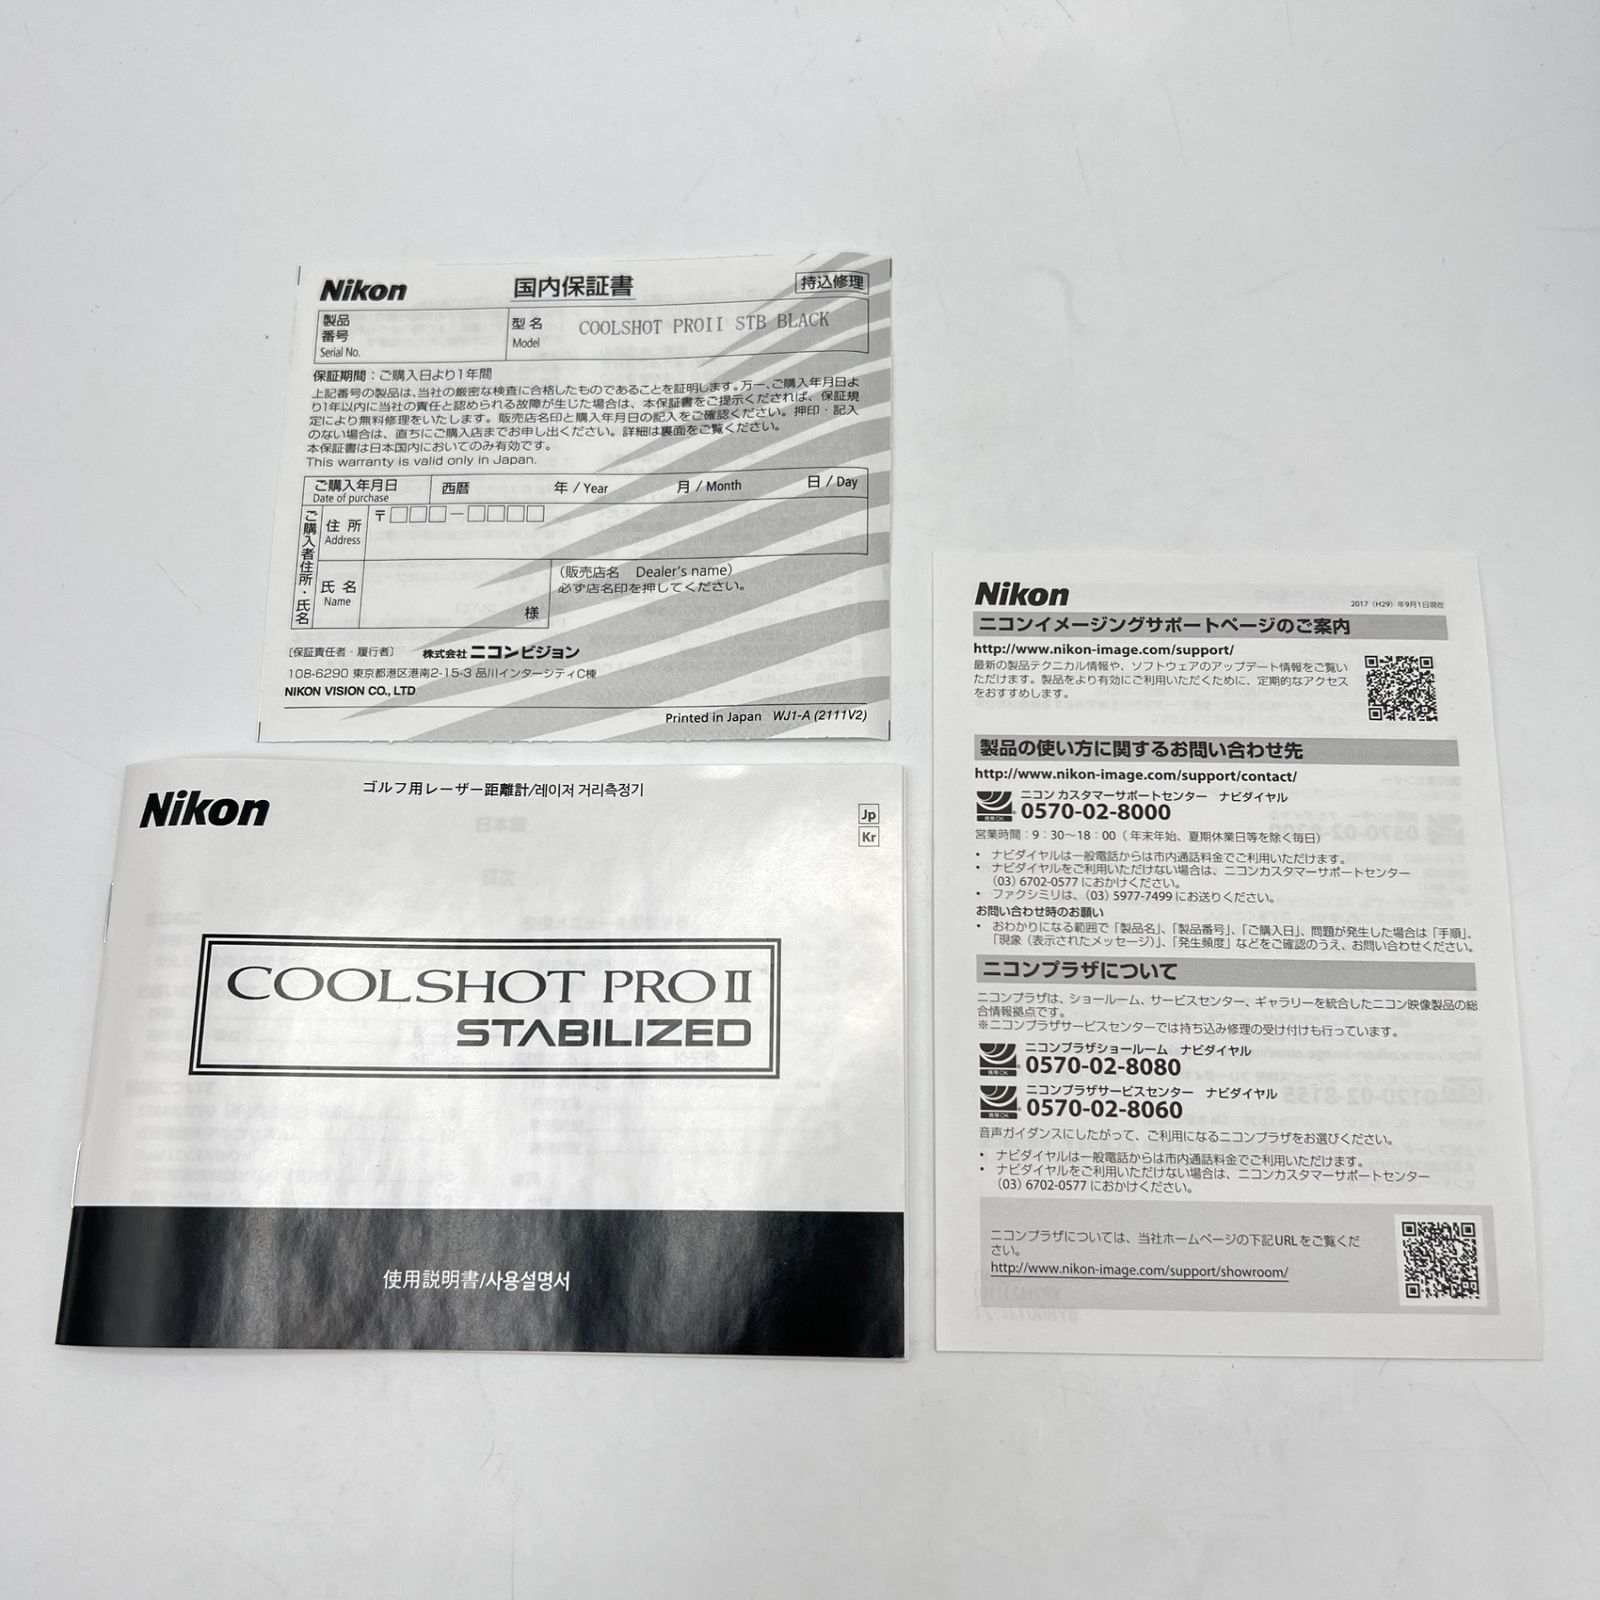 Nikon
国内保証書
持込修理
製品
番号
Serial No.
型名
Model
COOLSHOT PROII STB BLACK
保証期間：ご購入日より1年間
上記番号の製品は、当社の厳密な検査に合格したものであることを証明します。万一、ご購入年月日よ
り1年以内に当社の責任と認められる故障が生じた場合は、本保証書をご提示くだされば、保証規
定により無料修理をいたします。販売店名印と購入年月日の記入をご確認ください。押印・記入
のない場合は、直ちにご購入店までお申し出ください。詳細は裏面をご覧ください。
本保証書は日本国内においてのみ有効です。
This warranty is valid only in Japan.
ご購入年月日
Date of purchase
西暦 年 / Year 月 / Month 日 / Day
ご購入者住所・氏名
住所
Address
〒□□□－□□□□
氏名
Name
様
（販売店名 Dealer's name）
必ず店名印を押してください。
〔保証責任者・履行者〕 株式会社 ニコンビジョン
108-6290 東京都港区港南2-15-3 品川インターシティC棟
NIKON VISION CO., LTD
Printed in Japan WJ1-A (2111V2)
Nikon
ゴルフ用レーザー距離計/레이저 거리측정기
Jp
Kr
COOLSHOT PRO II
STABILIZED
使用説明書/사용설명서
Nikon
2017（H29）年9月1日現在
ニコンイメージングサポートページのご案内
http://www.nikon-image.com/support/
最新の製品テクニカル情報や、ソフトウェアのアップデート情報をご覧い
ただけます。製品をより有効にご利用いただくために、定期的なアクセス
をおすすめします。
製品の使い方に関するお問い合わせ先
http://www.nikon-image.com/support/contact/
ニコン カスタマーサポートセンター ナビダイヤル
携帯OK
0570-02-8000
営業時間：9：30～18：00（年末年始、夏期休業日等を除く毎日）
• ナビダイヤルは一般電話からは市内通話料金でご利用いただけます。
• ナビダイヤルをご利用いただけない場合は、ニコンカスタマーサポートセンター
（03）6702-0577 におかけください。
• ファクシミリは、（03）5977-7499 にお送りください。
お問い合わせ時のお願い
• おわかりになる範囲で「製品名」、「製品番号」、「ご購入日」、問題が発生した場合は「手順」、
「現象（表示されたメッセージ）」、「発生頻度」などをご確認のうえ、お問い合わせください。
ニコンプラザについて
ニコンプラザは、ショールーム、サービスセンター、ギャラリーを統合したニコン映像製品の総
合情報拠点です。
※ニコンプラザサービスセンターでは持ち込み修理の受け付けも行っています。
ニコンプラザショールーム ナビダイヤル
携帯OK
0570-02-8080
ニコンプラザサービスセンター ナビダイヤル
携帯OK
0570-02-8060
音声ガイダンスにしたがって、ご利用になるニコンプラザをお選びください。
• ナビダイヤルは一般電話からは市内通話料金でご利用いただけます。
• ナビダイヤルをご利用いただけない場合は、ニコンカスタマーサポートセンター
（03）6702-0577 におかけください。
ニコンプラザについては、当社ホームページの下記URLをご覧くだ
さい。
http://www.nikon-image.com/support/showroom/